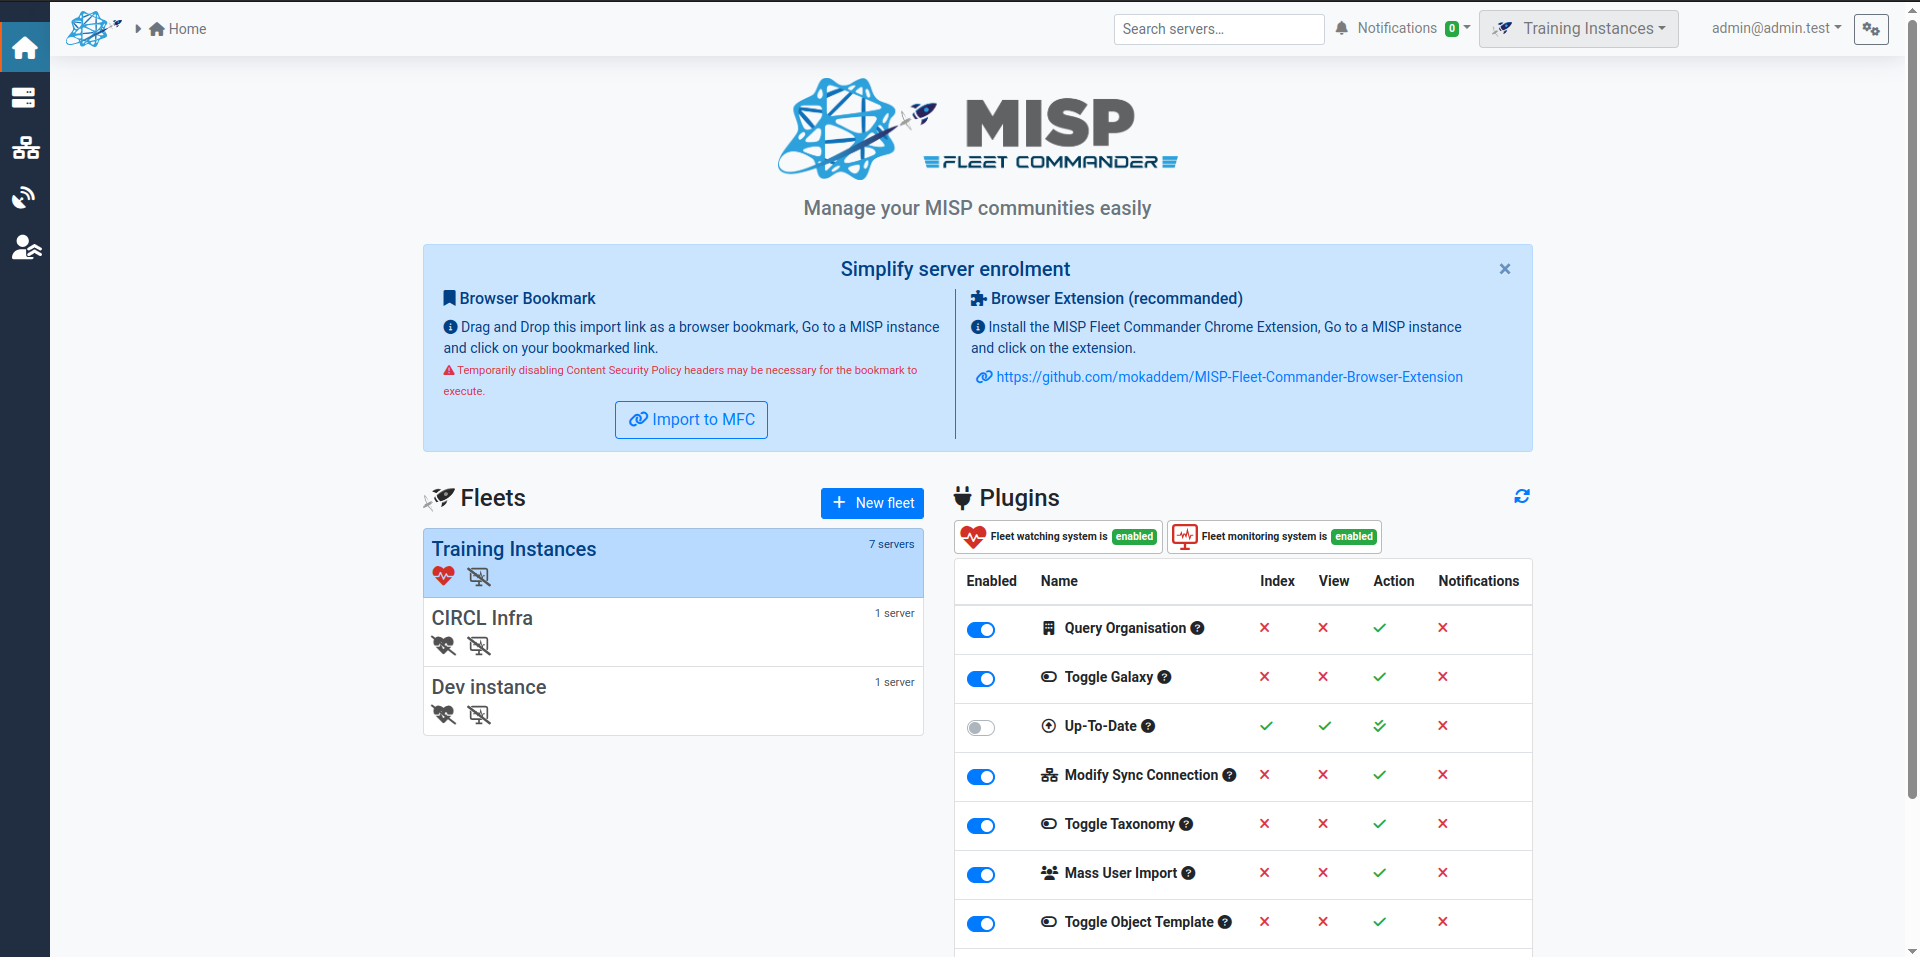 Home
Search servers...
Notifications 0
Training Instances
admin@admin.test
MISP
FLEET COMMANDER
Manage your MISP communities easily
Simplify server enrolment
×
Browser Bookmark
Drag and Drop this import link as a browser bookmark, Go to a MISP instance
and click on your bookmarked link.
Temporarily disabling Content Security Policy headers may be necessary for the bookmark to
execute.
Import to MFC
Browser Extension (recommanded)
Install the MISP Fleet Commander Chrome Extension, Go to a MISP instance
and click on the extension.
https://github.com/mokaddem/MISP-Fleet-Commander-Browser-Extension
Fleets
+ New fleet
Training Instances
7 servers
CIRCL Infra
1 server
Dev instance
1 server
Plugins
Fleet watching system is enabled
Fleet monitoring system is enabled
Enabled Name Index View Action Notifications
Query Organisation
Toggle Galaxy
Up-To-Date
Modify Sync Connection
Toggle Taxonomy
Mass User Import
Toggle Object Template